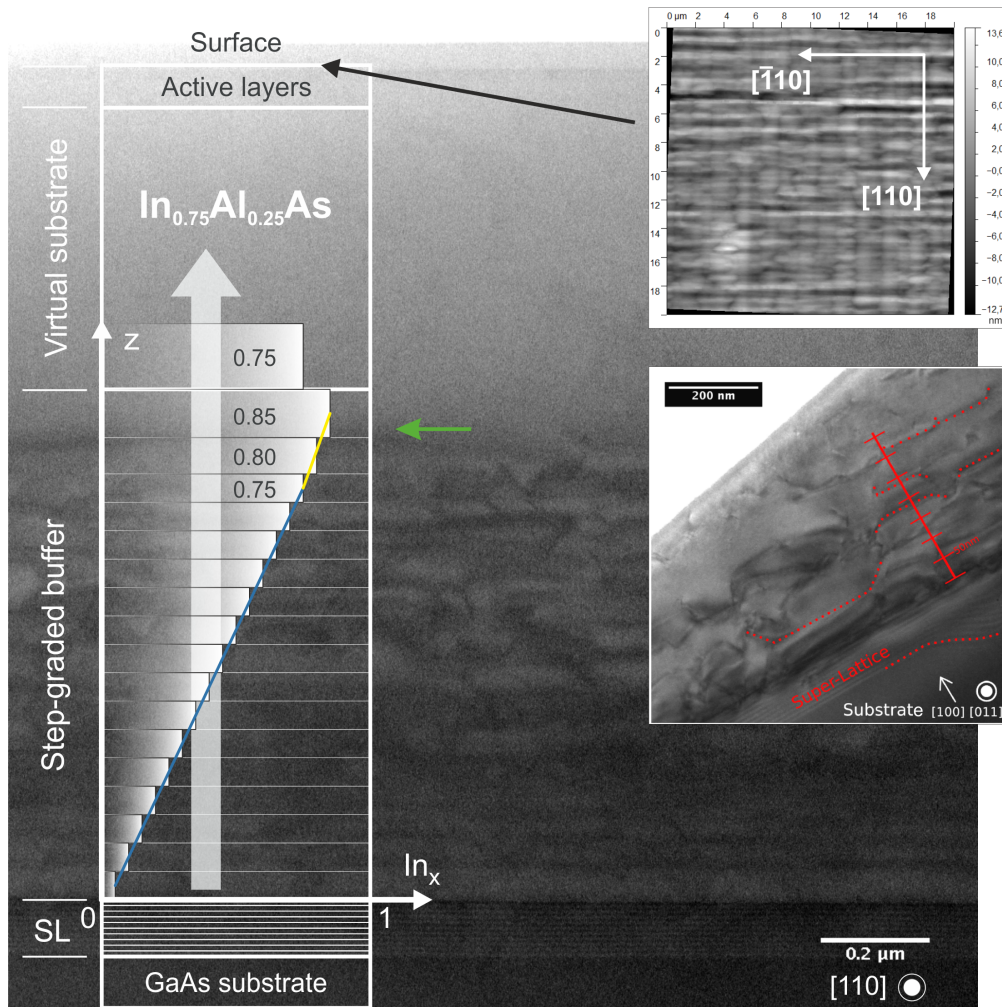 Surface
Active layers
Virtual substrate
In0.75Al0.25As
z
0.75
0.85
0.80
0.75
Step-graded buffer
Inx
0
1
SL
GaAs substrate
0 µm 2 4 6 8 10 12 14 16 18
0
2
4
6
8
10
12
14
16
18
[1̄10]
[110]
13,6
10,0
8,0
6,0
4,0
2,0
−0,0
−2,0
−4,0
−6,0
−8,0
−10,0
−12,7
nm
200 nm
Super-Lattice
Substrate [100] [011]
0.2 µm
[110]